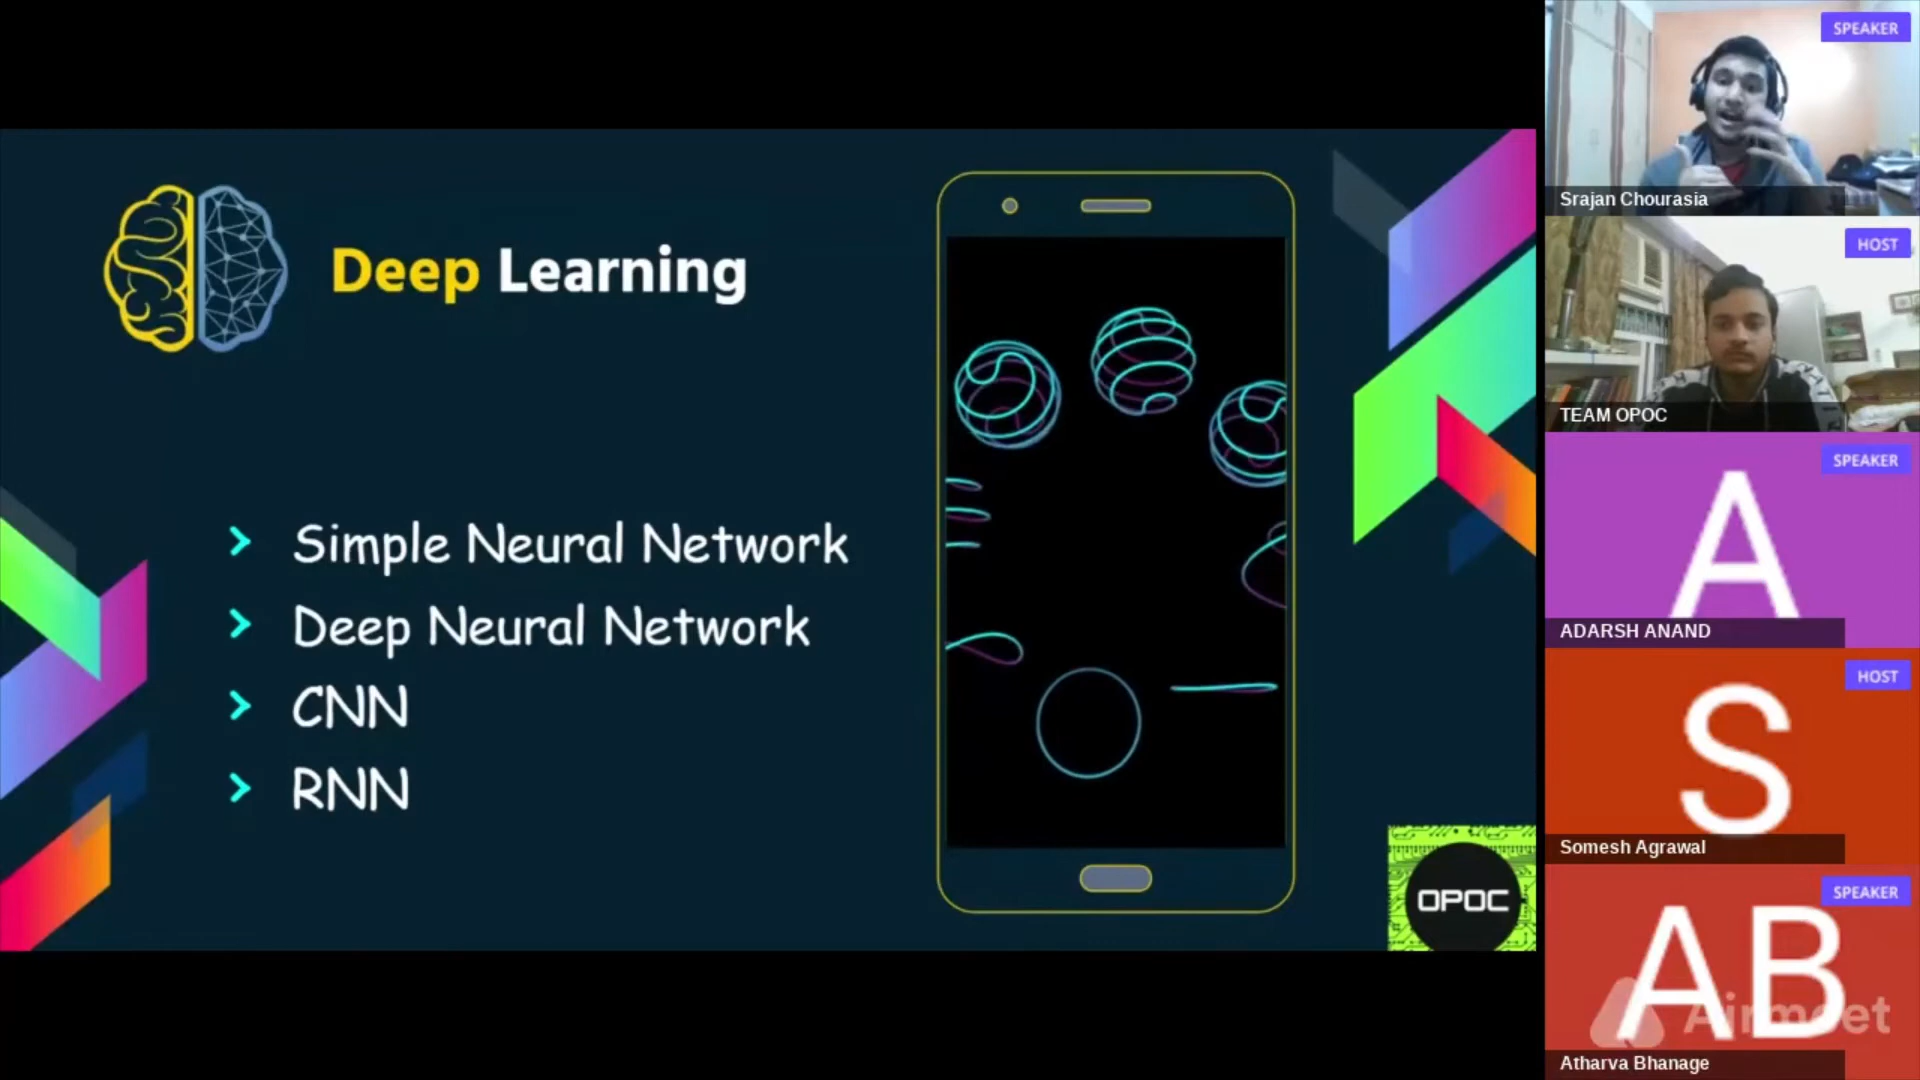 Deep Learning
Simple Neural Network
Deep Neural Network
CNN
RNN
OPOC
SPEAKER
Srajan Chourasia
HOST
TEAM OPOC
SPEAKER
A
ADARSH ANAND
HOST
S
Somesh Agrawal
SPEAKER
AB
Airmeet
Atharva Bhanage